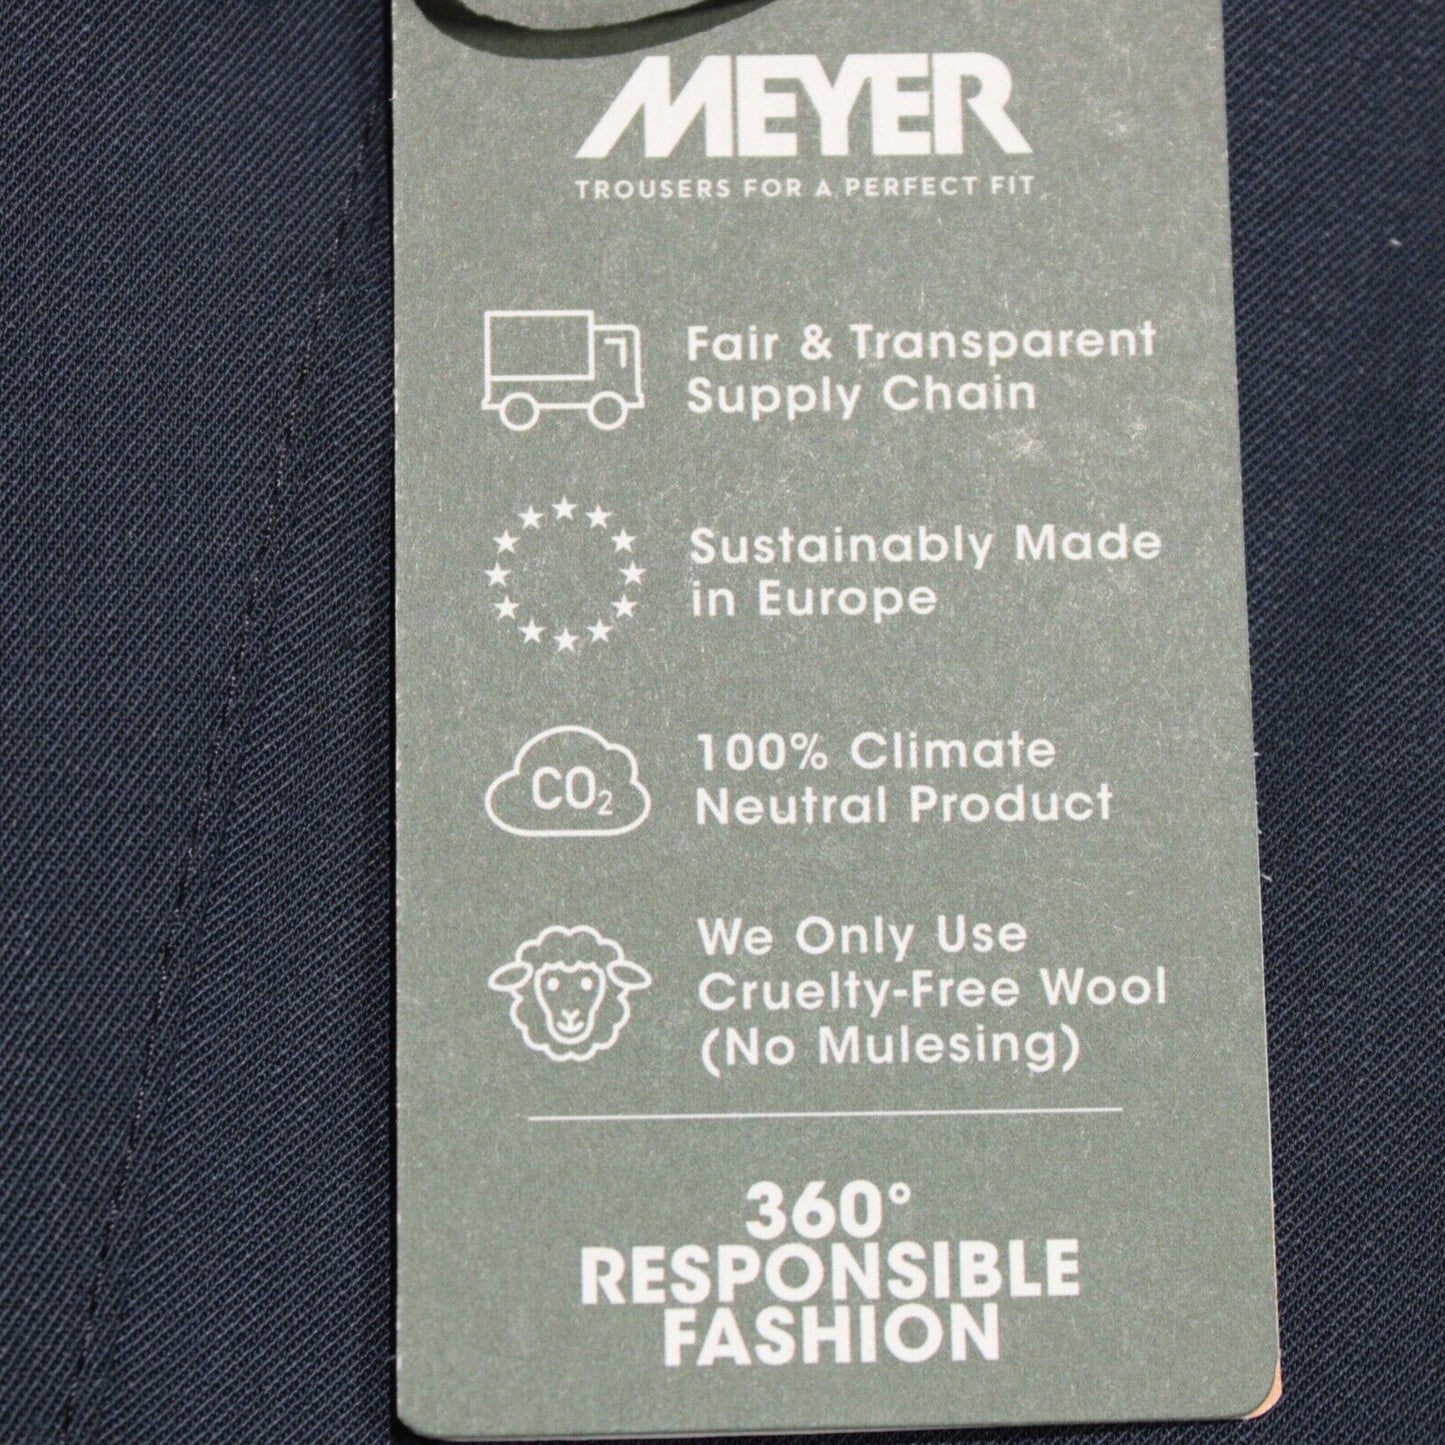 MEYER
TROUSERS FOR A PERFECT FIT
Fair & Transparent
Supply Chain
Sustainably Made
in Europe
CO₂
100% Climate
Neutral Product
We Only Use
Cruelty-Free Wool
(No Mulesing)
360°
RESPONSIBLE
FASHION